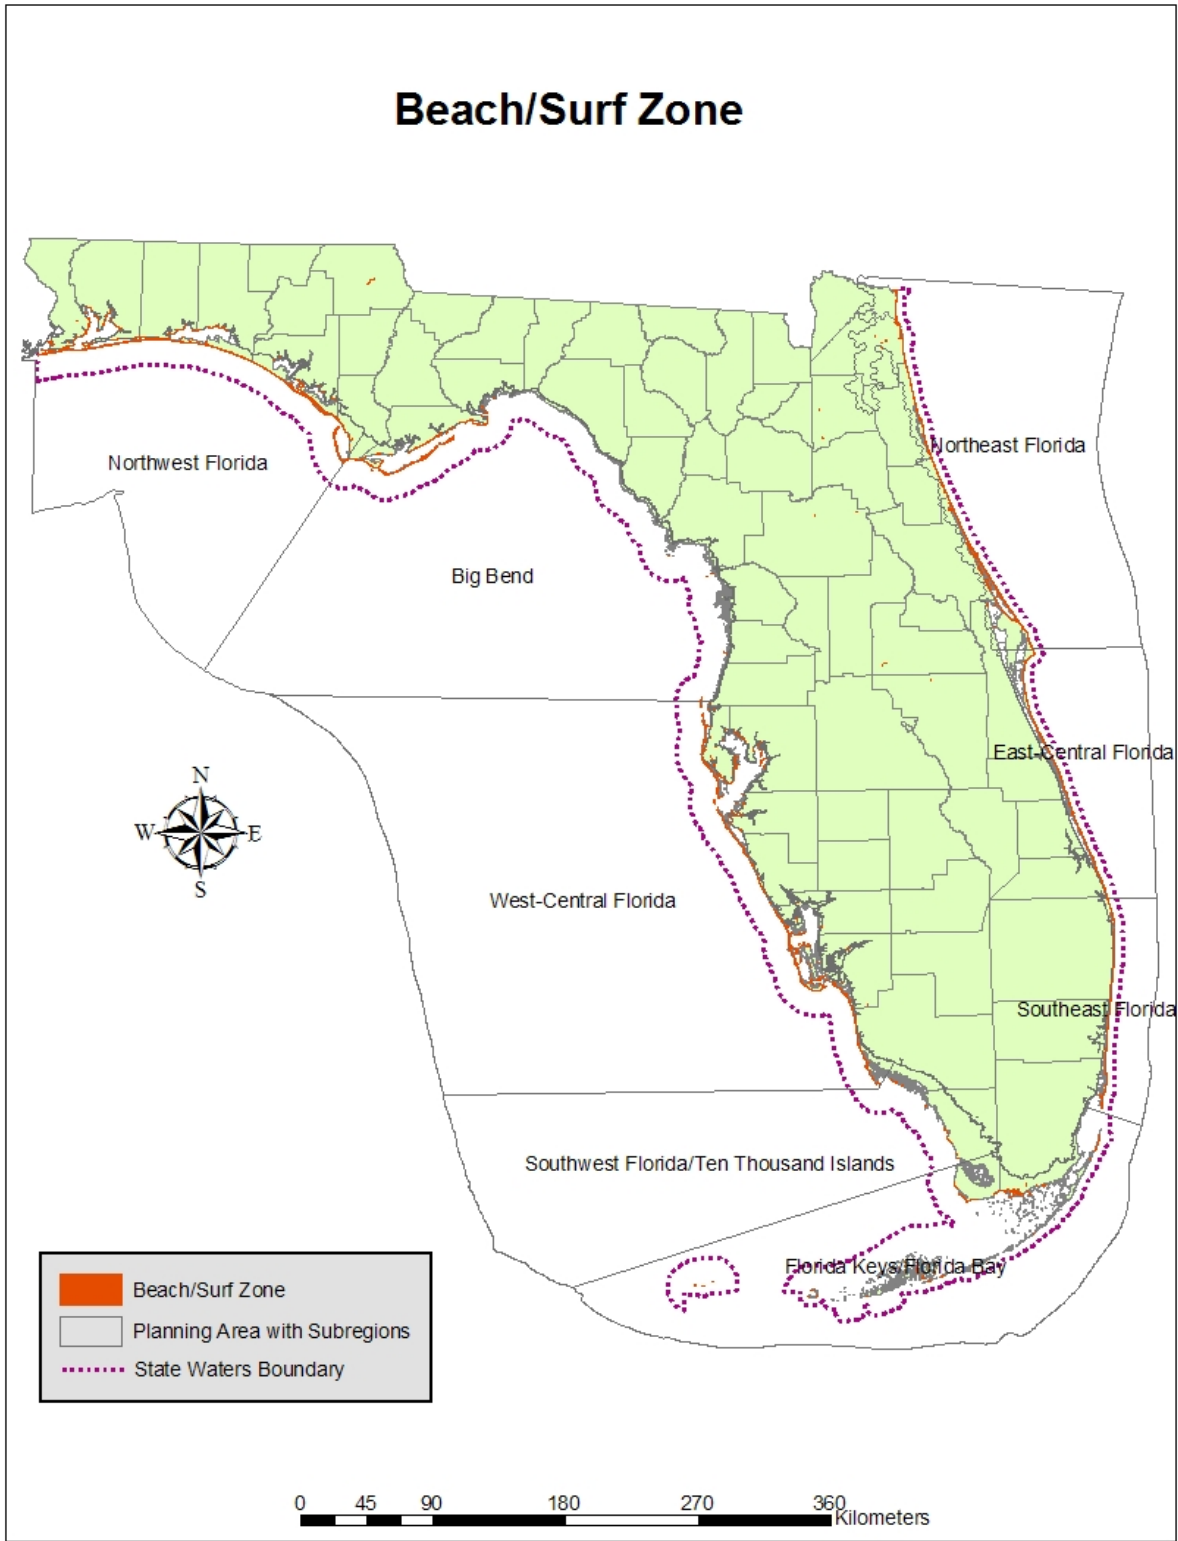 Beach/Surf Zone
Northwest Florida
Northeast Florida
Big Bend
East-Central Florida
N
W E
S
West-Central Florida
Southeast Florida
Southwest Florida/Ten Thousand Islands
Florida Keys/Florida Bay
Beach/Surf Zone
Planning Area with Subregions
State Waters Boundary
0 45 90 180 270 360
Kilometers